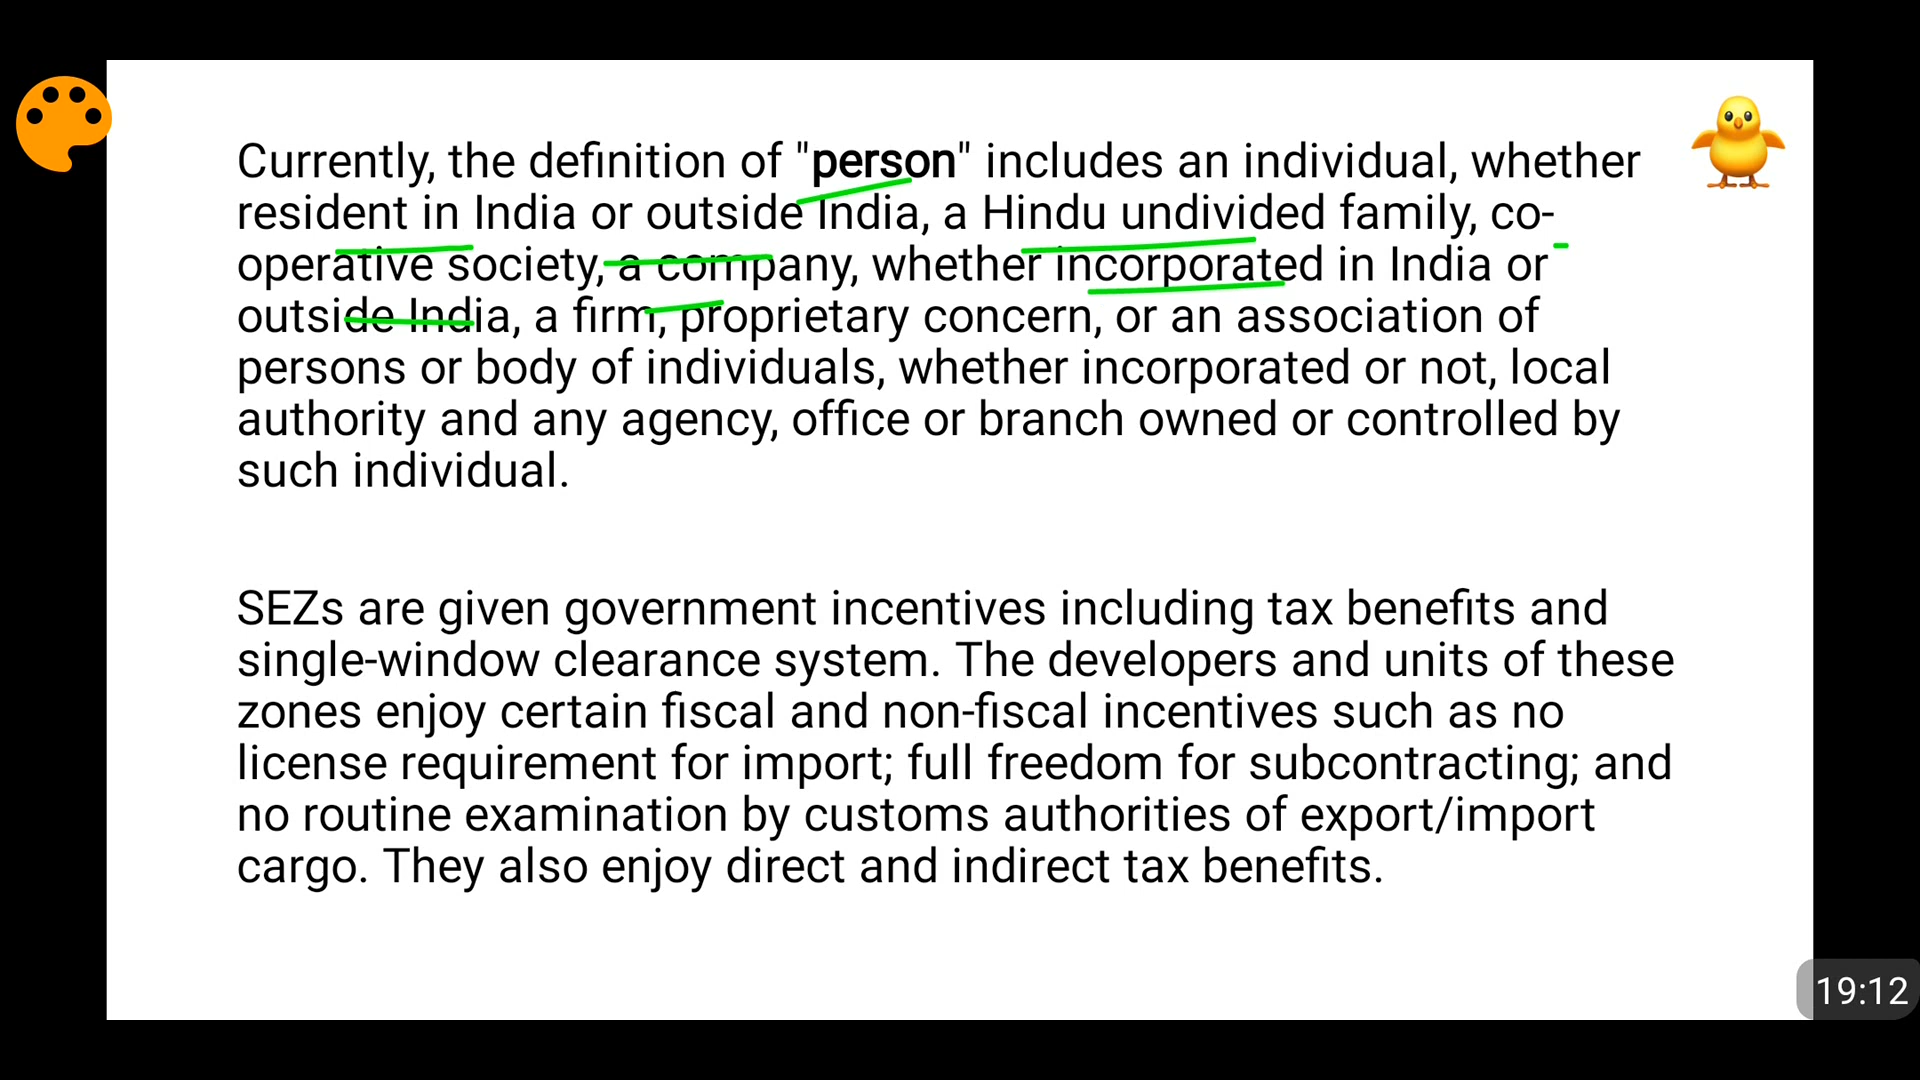 Currently, the definition of "person" includes an individual, whether
resident in India or outside India, a Hindu undivided family, co-
operative society, a company, whether incorporated in India or
outside India, a firm, proprietary concern, or an association of
persons or body of individuals, whether incorporated or not, local
authority and any agency, office or branch owned or controlled by
such individual.
SEZs are given government incentives including tax benefits and
single-window clearance system. The developers and units of these
zones enjoy certain fiscal and non-fiscal incentives such as no
license requirement for import; full freedom for subcontracting; and
no routine examination by customs authorities of export/import
cargo. They also enjoy direct and indirect tax benefits.
19:12